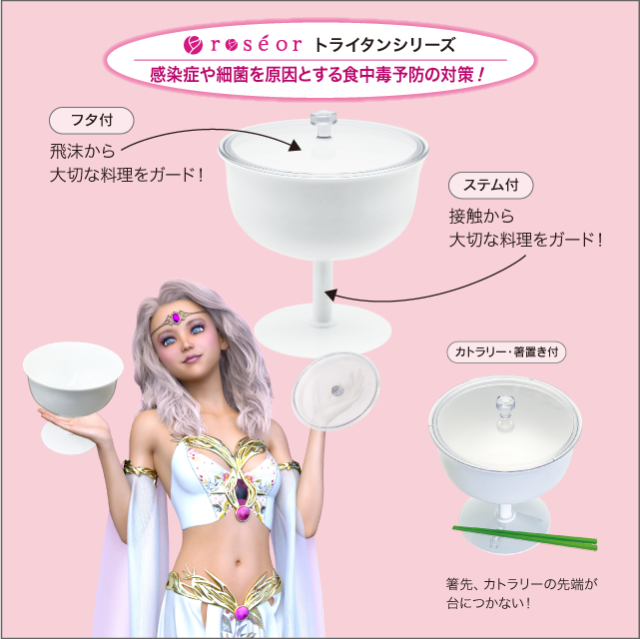 roséor トライタンシリーズ
感染症や細菌を原因とする食中毒予防の対策！
フタ付
飛沫から
大切な料理をガード！
ステム付
接触から
大切な料理をガード！
カトラリー・箸置き付
箸先、カトラリーの先端が
台につかない！